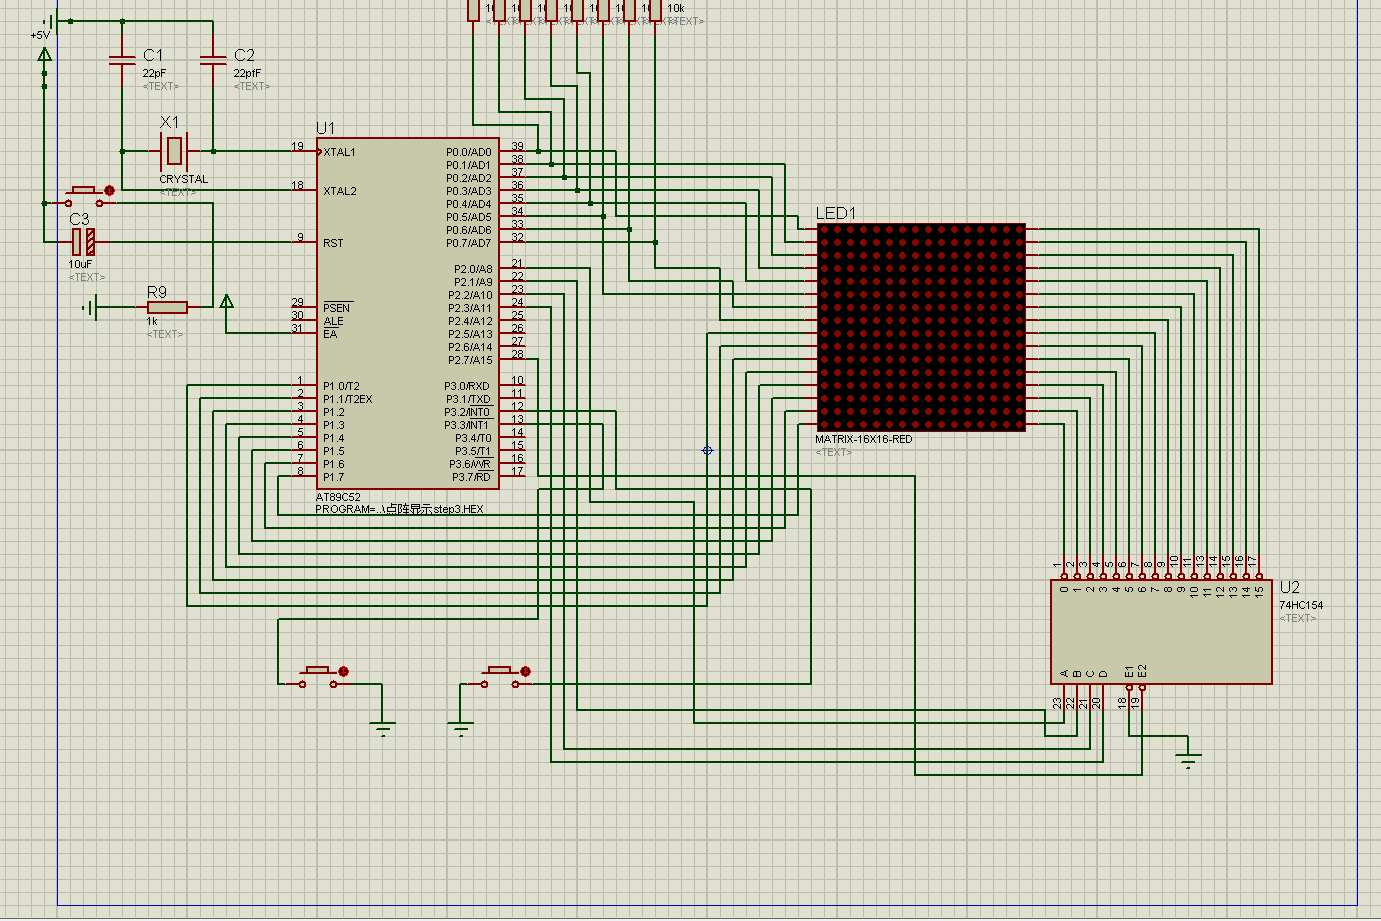 10k
<TEXT>
+5V
C1
22pF
<TEXT>
C2
22pfF
<TEXT>
X1
CRYSTAL
<TEXT>
C3
10uF
<TEXT>
R9
1k
<TEXT>
U1
19 XTAL1
18 XTAL2
9 RST
29 PSEN
30 ALE
31 EA
1 P1.0/T2
2 P1.1/T2EX
3 P1.2
4 P1.3
5 P1.4
6 P1.5
7 P1.6
8 P1.7
P0.0/AD0 39
P0.1/AD1 38
P0.2/AD2 37
P0.3/AD3 36
P0.4/AD4 35
P0.5/AD5 34
P0.6/AD6 33
P0.7/AD7 32
P2.0/A8 21
P2.1/A9 22
P2.2/A10 23
P2.3/A11 24
P2.4/A12 25
P2.5/A13 26
P2.6/A14 27
P2.7/A15 28
P3.0/RXD 10
P3.1/TXD 11
P3.2/INT0 12
P3.3/INT1 13
P3.4/T0 14
P3.5/T1 15
P3.6/WR 16
P3.7/RD 17
AT89C52
PROGRAM=..\点阵显示step3.HEX
LED1
MATRIX-16X16-RED
<TEXT>
1 2 3 4 5 6 7 8 9 10 11 13 14 15 16 17
0 1 2 3 4 5 6 7 8 9 10 11 12 13 14 15
U2
74HC154
<TEXT>
A B C D E1 E2
23 22 21 20 18 19